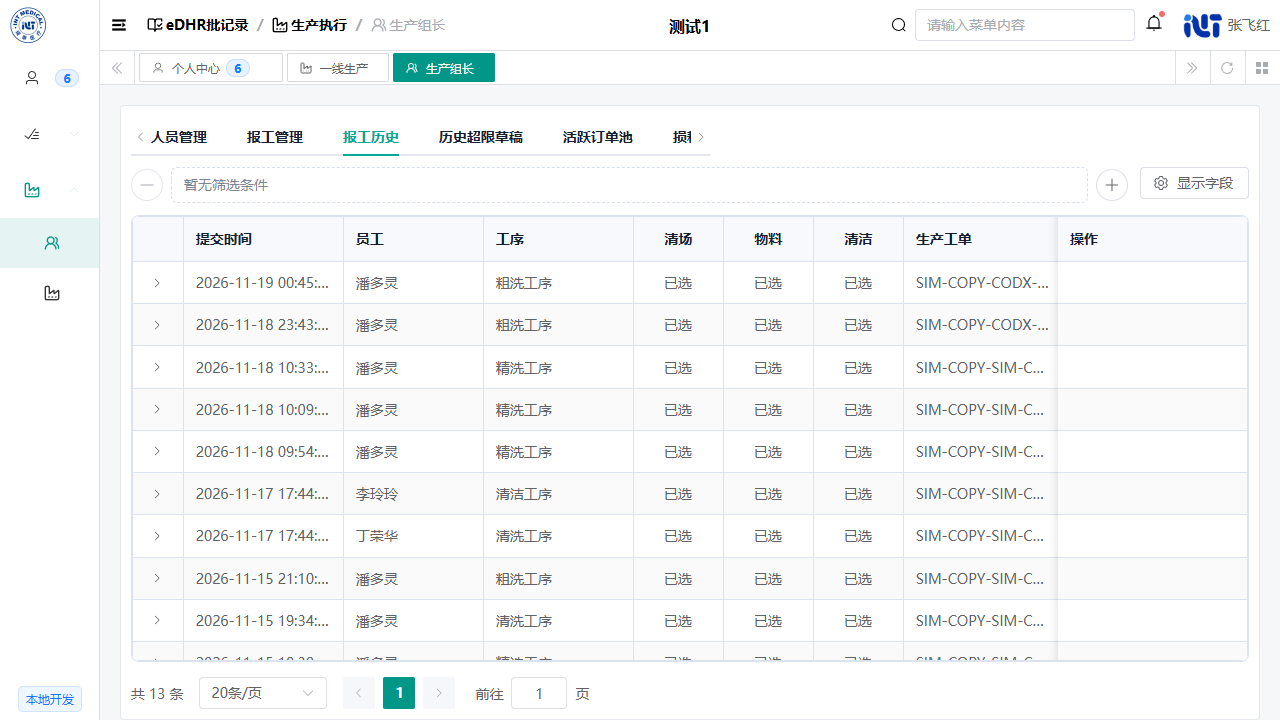 eDHR批记录 / 生产执行 / 生产组长
测试1
请输入菜单内容
张飞红
6
个人中心 6
一线生产
生产组长
人员管理 报工管理 报工历史 历史超限草稿 活跃订单池
暂无筛选条件
显示字段
提交时间 员工 工序 清场 物料 清洁 生产工单 操作
2026-11-19 00:45:... 潘多灵 粗洗工序 已选 已选 已选 SIM-COPY-CODX-...
2026-11-18 23:43:... 潘多灵 粗洗工序 已选 已选 已选 SIM-COPY-CODX-...
2026-11-18 10:33:... 潘多灵 精洗工序 已选 已选 已选 SIM-COPY-SIM-C...
2026-11-18 10:09:... 潘多灵 精洗工序 已选 已选 已选 SIM-COPY-SIM-C...
2026-11-18 09:54:... 潘多灵 精洗工序 已选 已选 已选 SIM-COPY-SIM-C...
2026-11-17 17:44:... 李玲玲 清洁工序 已选 已选 已选 SIM-COPY-SIM-C...
2026-11-17 17:44:... 丁荣华 清洗工序 已选 已选 已选 SIM-COPY-SIM-C...
2026-11-15 21:10:... 潘多灵 粗洗工序 已选 已选 已选 SIM-COPY-SIM-C...
2026-11-15 19:34:... 潘多灵 清洗工序 已选 已选 已选 SIM-COPY-SIM-C...
共 13 条 20条/页 1 前往 1 页
本地开发